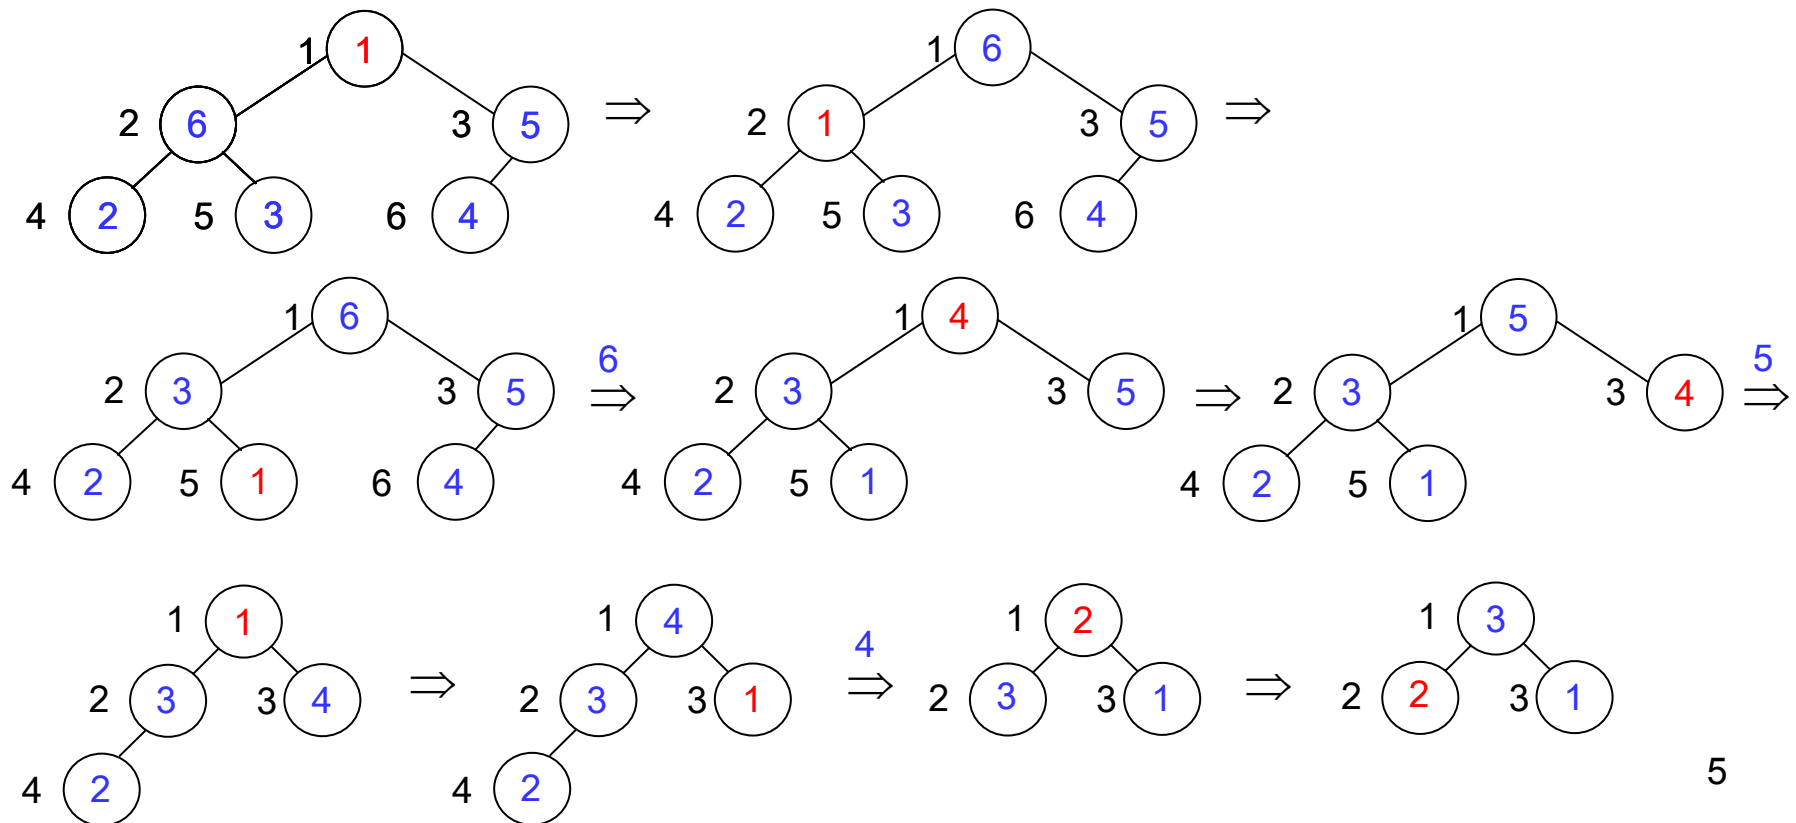 1 1 1 6
2 6 3 5 ⇒ 2 1 3 5 ⇒
4 2 5 3 6 4 4 2 5 3 6 4
1 6 1 4 1 5
6 5
2 3 3 5 ⇒ 2 3 3 5 ⇒ 2 3 3 4 ⇒
4 2 5 1 6 4 4 2 5 1 4 2 5 1
1 1 1 4 1 2 1 3
4
2 3 3 4 ⇒ 2 3 3 1 ⇒ 2 3 3 1 ⇒ 2 2 3 1
4 2 4 2
5